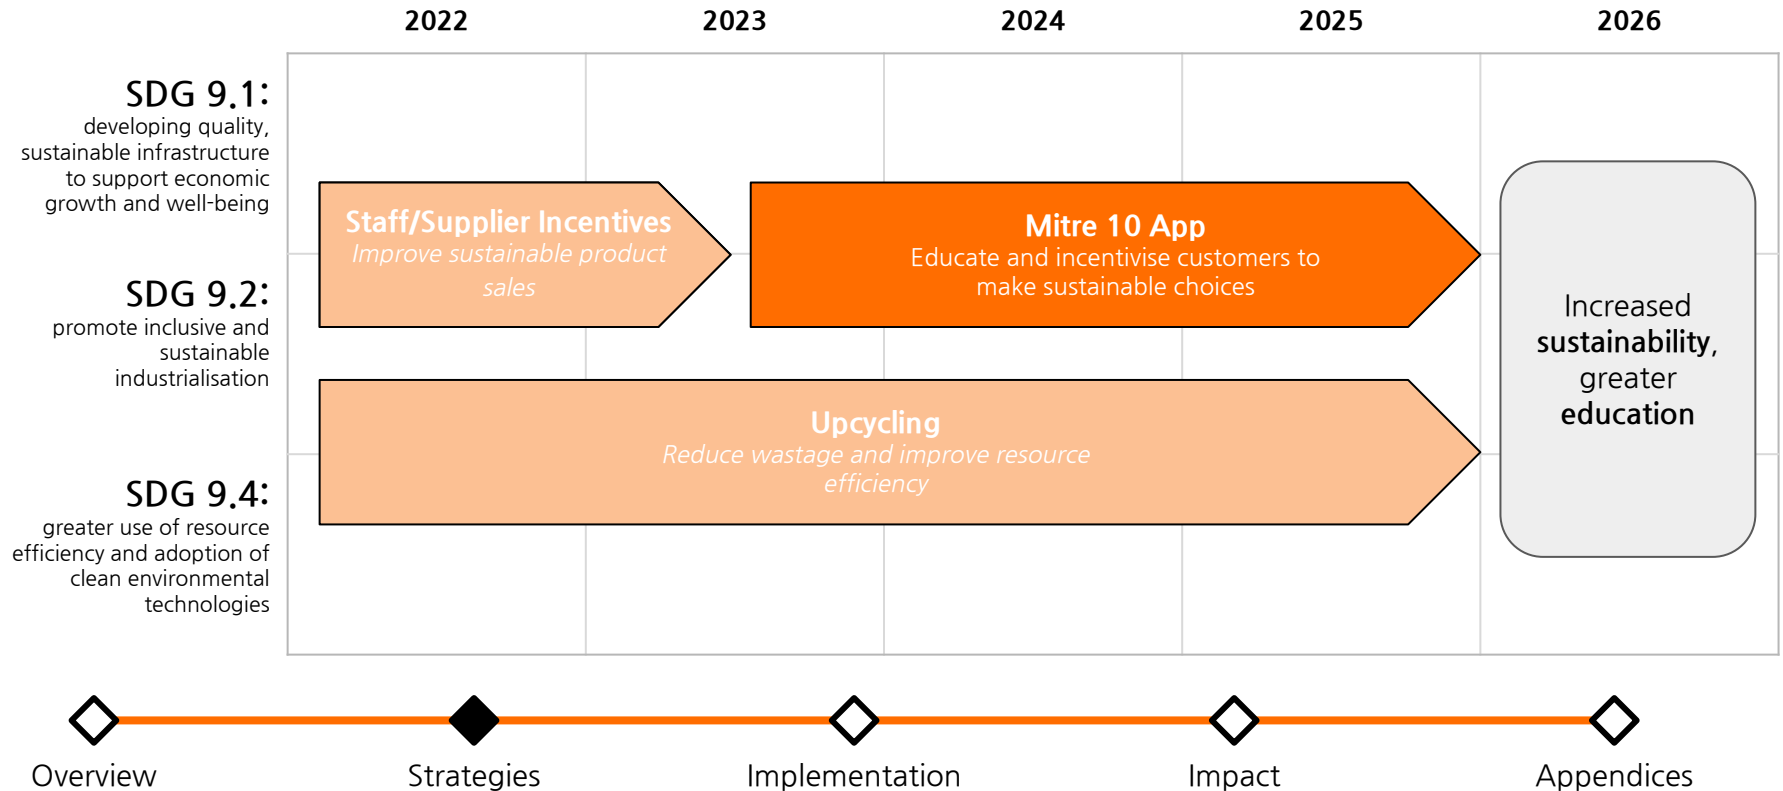 2022 2023 2024 2025 2026
SDG 9.1:
developing quality,
sustainable infrastructure
to support economic
growth and well-being
SDG 9.2:
promote inclusive and
sustainable
industrialisation
SDG 9.4:
greater use of resource
efficiency and adoption of
clean environmental
technologies
Staff/Supplier Incentives
Improve sustainable product
sales
Mitre 10 App
Educate and incentivise customers to
make sustainable choices
Upcycling
Reduce wastage and improve resource
efficiency
Increased
sustainability,
greater
education
Overview Strategies Implementation Impact Appendices